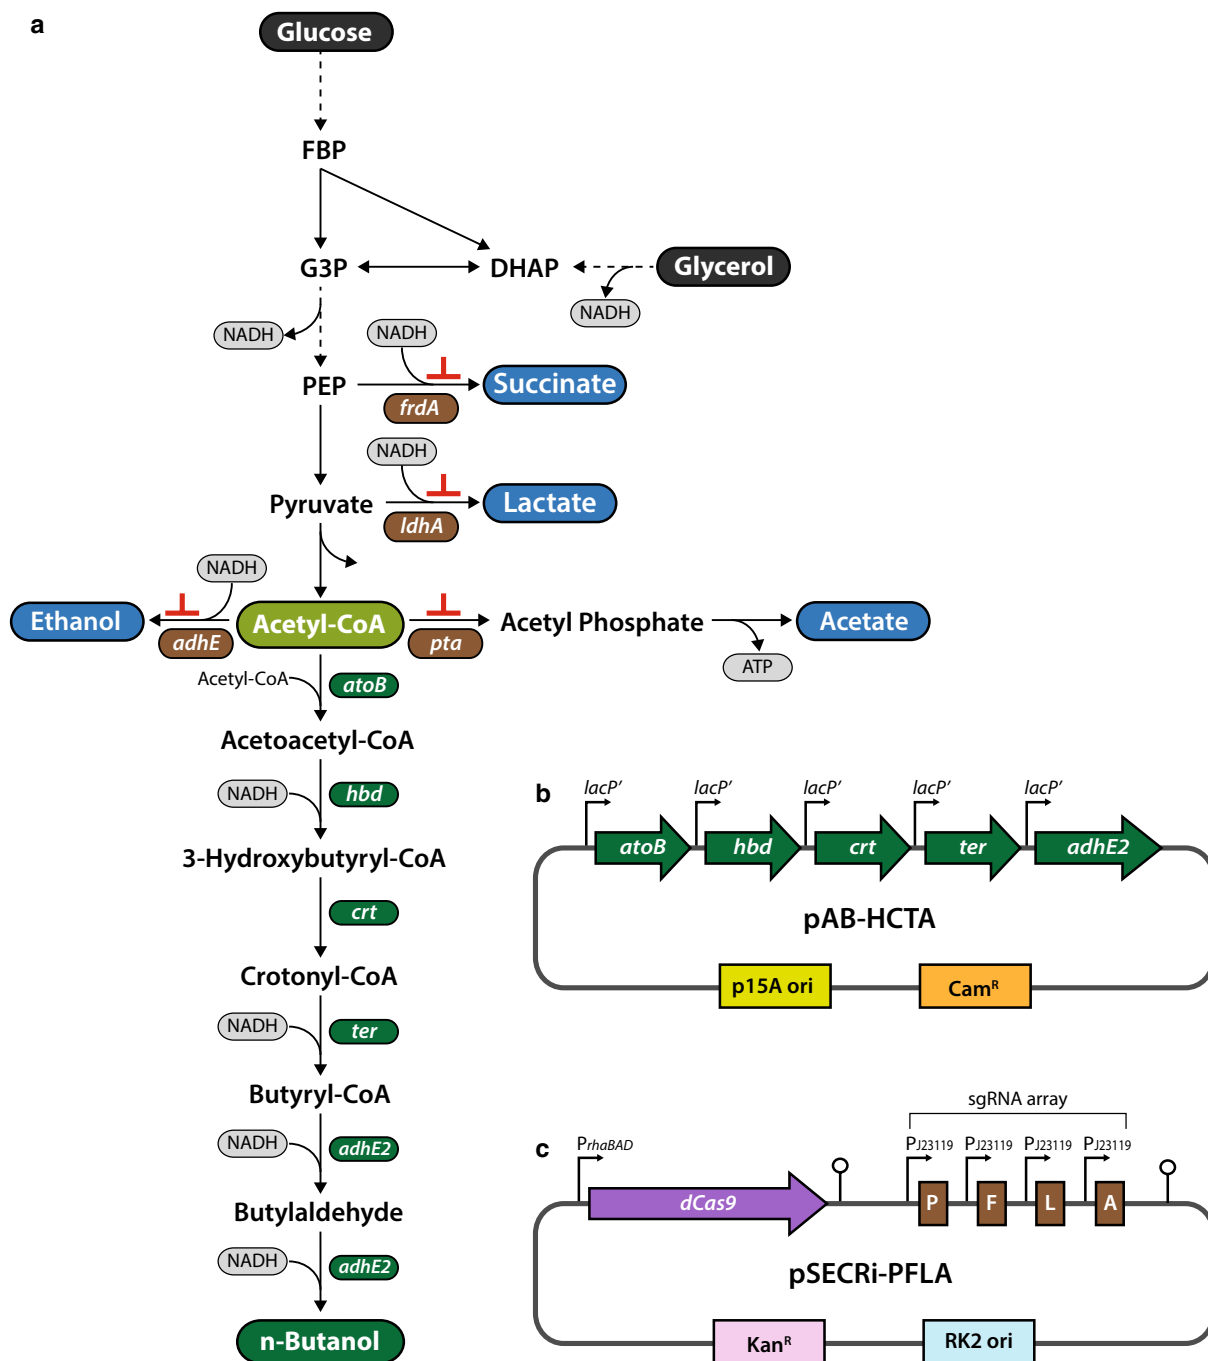 a
Glucose
FBP
G3P
DHAP
Glycerol
NADH
NADH
NADH
PEP
Succinate
frdA
NADH
Pyruvate
Lactate
ldhA
NADH
Ethanol
Acetyl-CoA
Acetyl Phosphate
Acetate
adhE
pta
ATP
Acetyl-CoA
atoB
Acetoacetyl-CoA
NADH
hbd
3-Hydroxybutyryl-CoA
crt
Crotonyl-CoA
NADH
ter
Butyryl-CoA
NADH
adhE2
Butylaldehyde
NADH
adhE2
n-Butanol
b
lacP' lacP' lacP' lacP' lacP'
atoB hbd crt ter adhE2
pAB-HCTA
p15A ori
Cam^R
c
sgRNA array
PrhaBAD
PJ23119 PJ23119 PJ23119 PJ23119
dCas9
P F L A
pSECRi-PFLA
Kan^R
RK2 ori